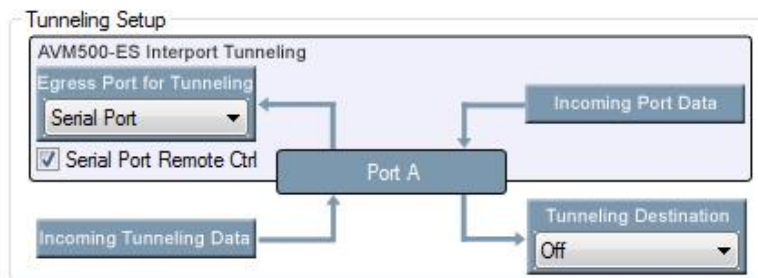 Tunneling Setup
AVM500-ES Interport Tunneling
Egress Port for Tunneling
Serial Port
Incoming Port Data
Serial Port Remote Ctrl
Port A
Incoming Tunneling Data
Tunneling Destination
Off